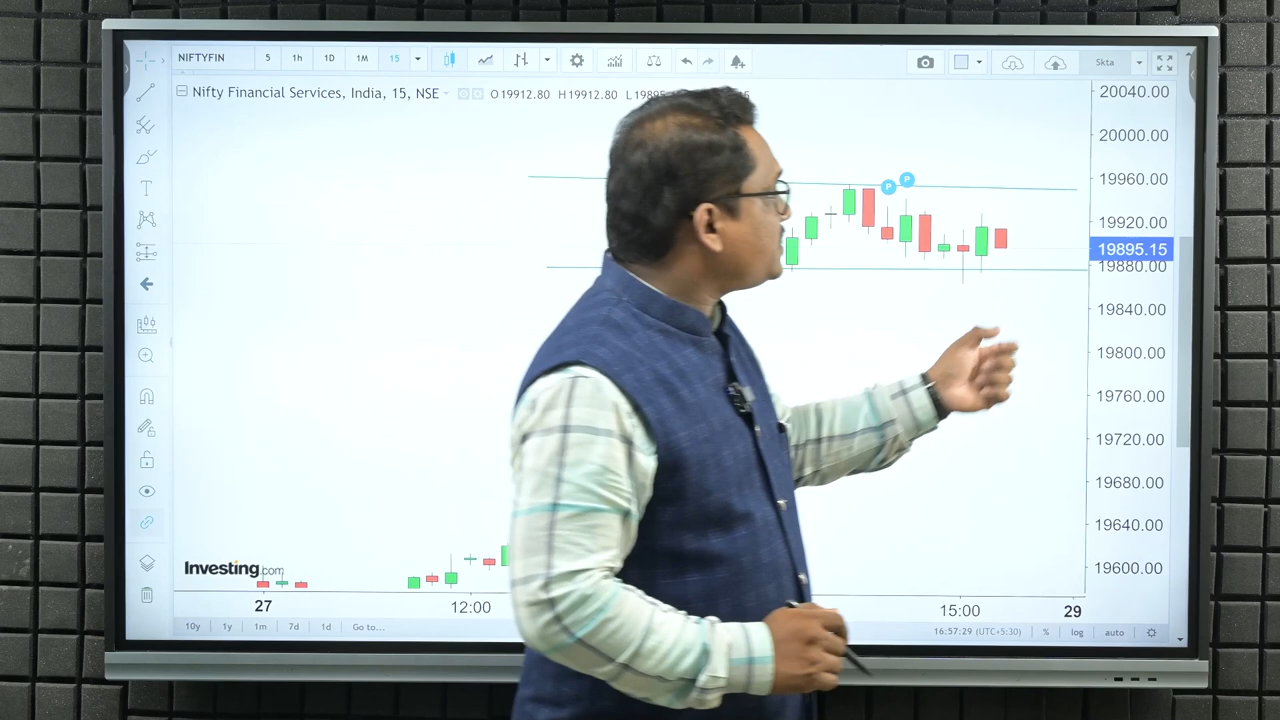 NIFTYFIN 5 1h 1D 1M 15 Skta
Nifty Financial Services, India, 15, NSE O19912.80 H19912.80 L1989
20040.00
20000.00
19960.00
P P
19920.00
19895.15
19880.00
19840.00
19800.00
19760.00
19720.00
19680.00
19640.00
19600.00
Investing.com
27 12:00 15:00 29
10y 1y 1m 7d 1d Go to... 16:57:29 (UTC+5:30) % log auto